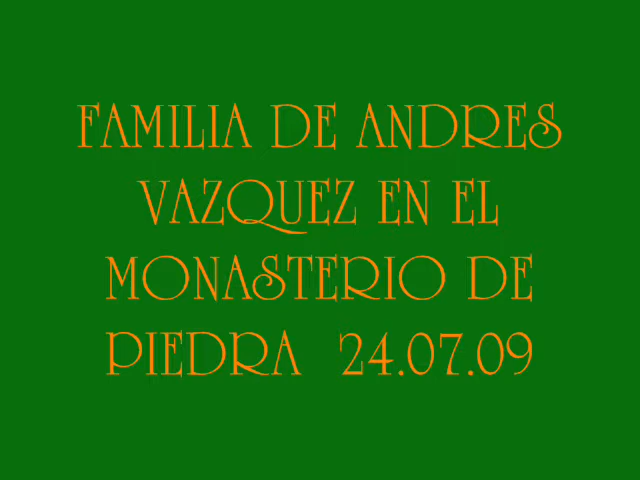 FAMILIA DE ANDRES
VAZQUEZ EN EL
MONASTERIO DE
PIEDRA 24.07.09